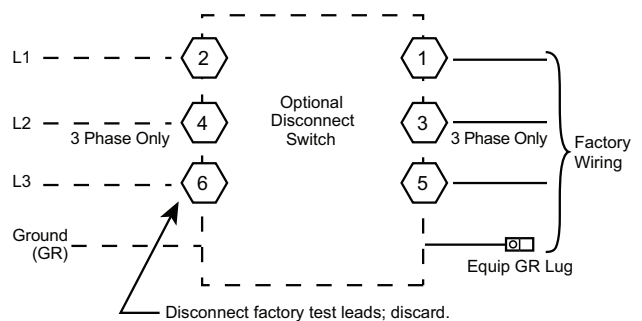 L1
2
1
L2
4
Optional
Disconnect
Switch
3
3 Phase Only
3 Phase Only
Factory
Wiring
L3
6
5
Ground
(GR)
Equip GR Lug
Disconnect factory test leads; discard.